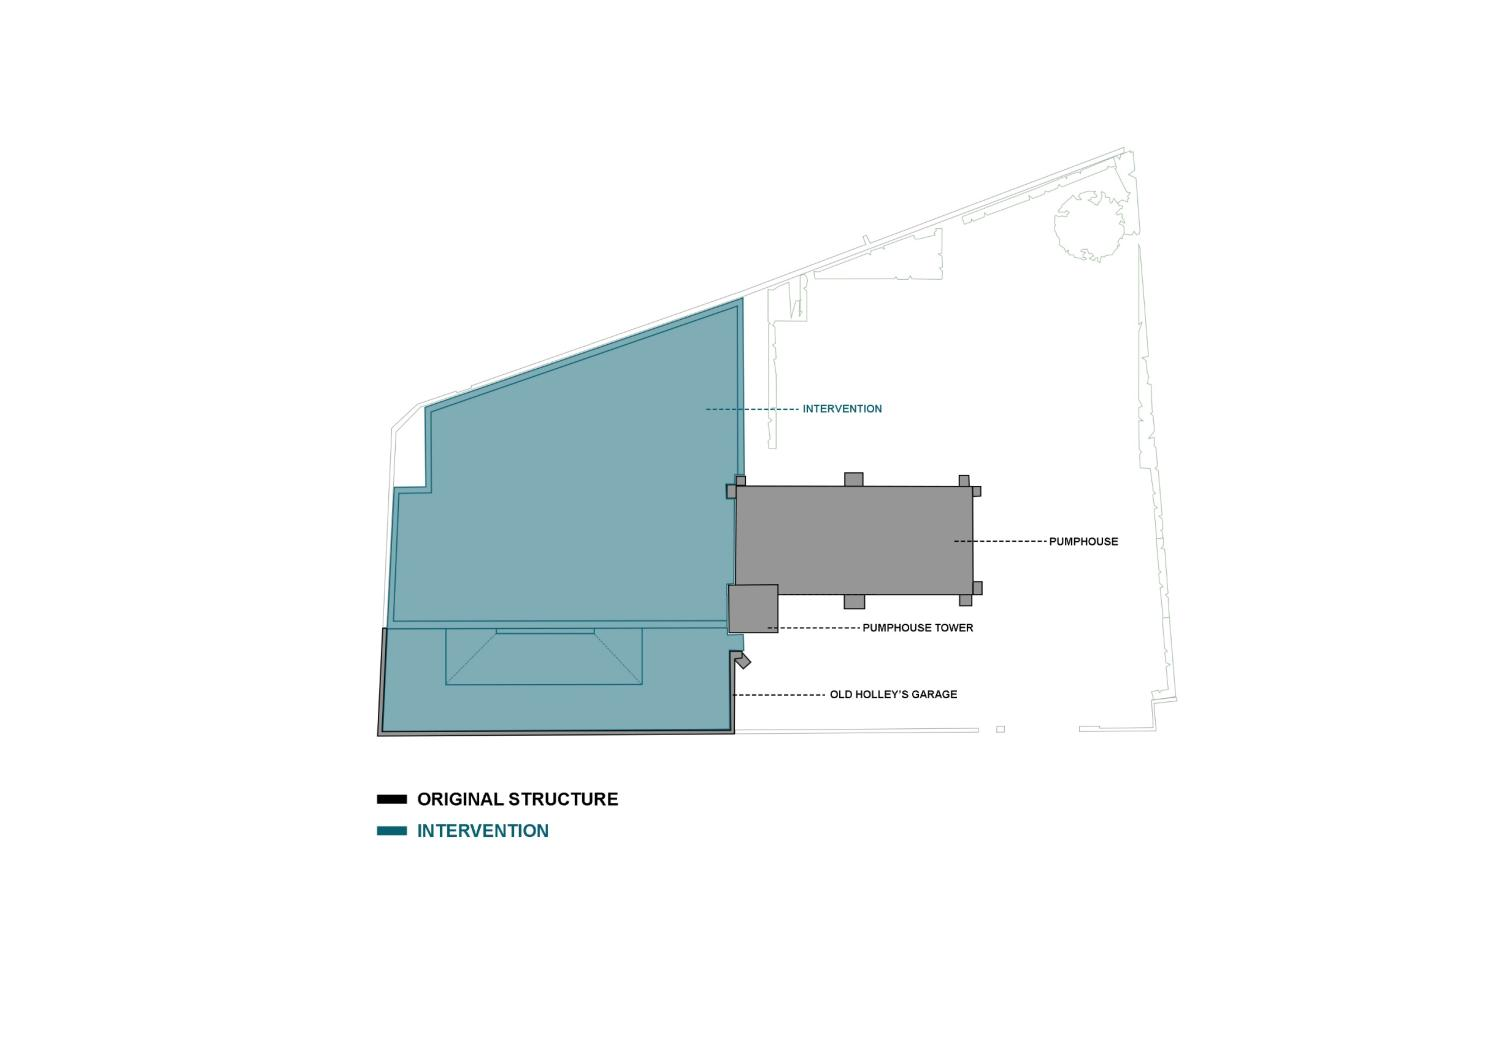 INTERVENTION
PUMPHOUSE
PUMPHOUSE TOWER
OLD HOLLEY'S GARAGE
ORIGINAL STRUCTURE
INTERVENTION